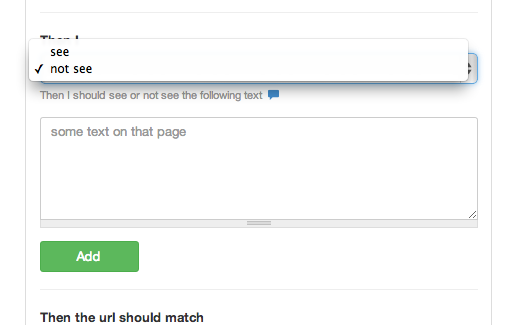 Then I
see
✓ not see
Then I should see or not see the following text
some text on that page
Add
Then the url should match